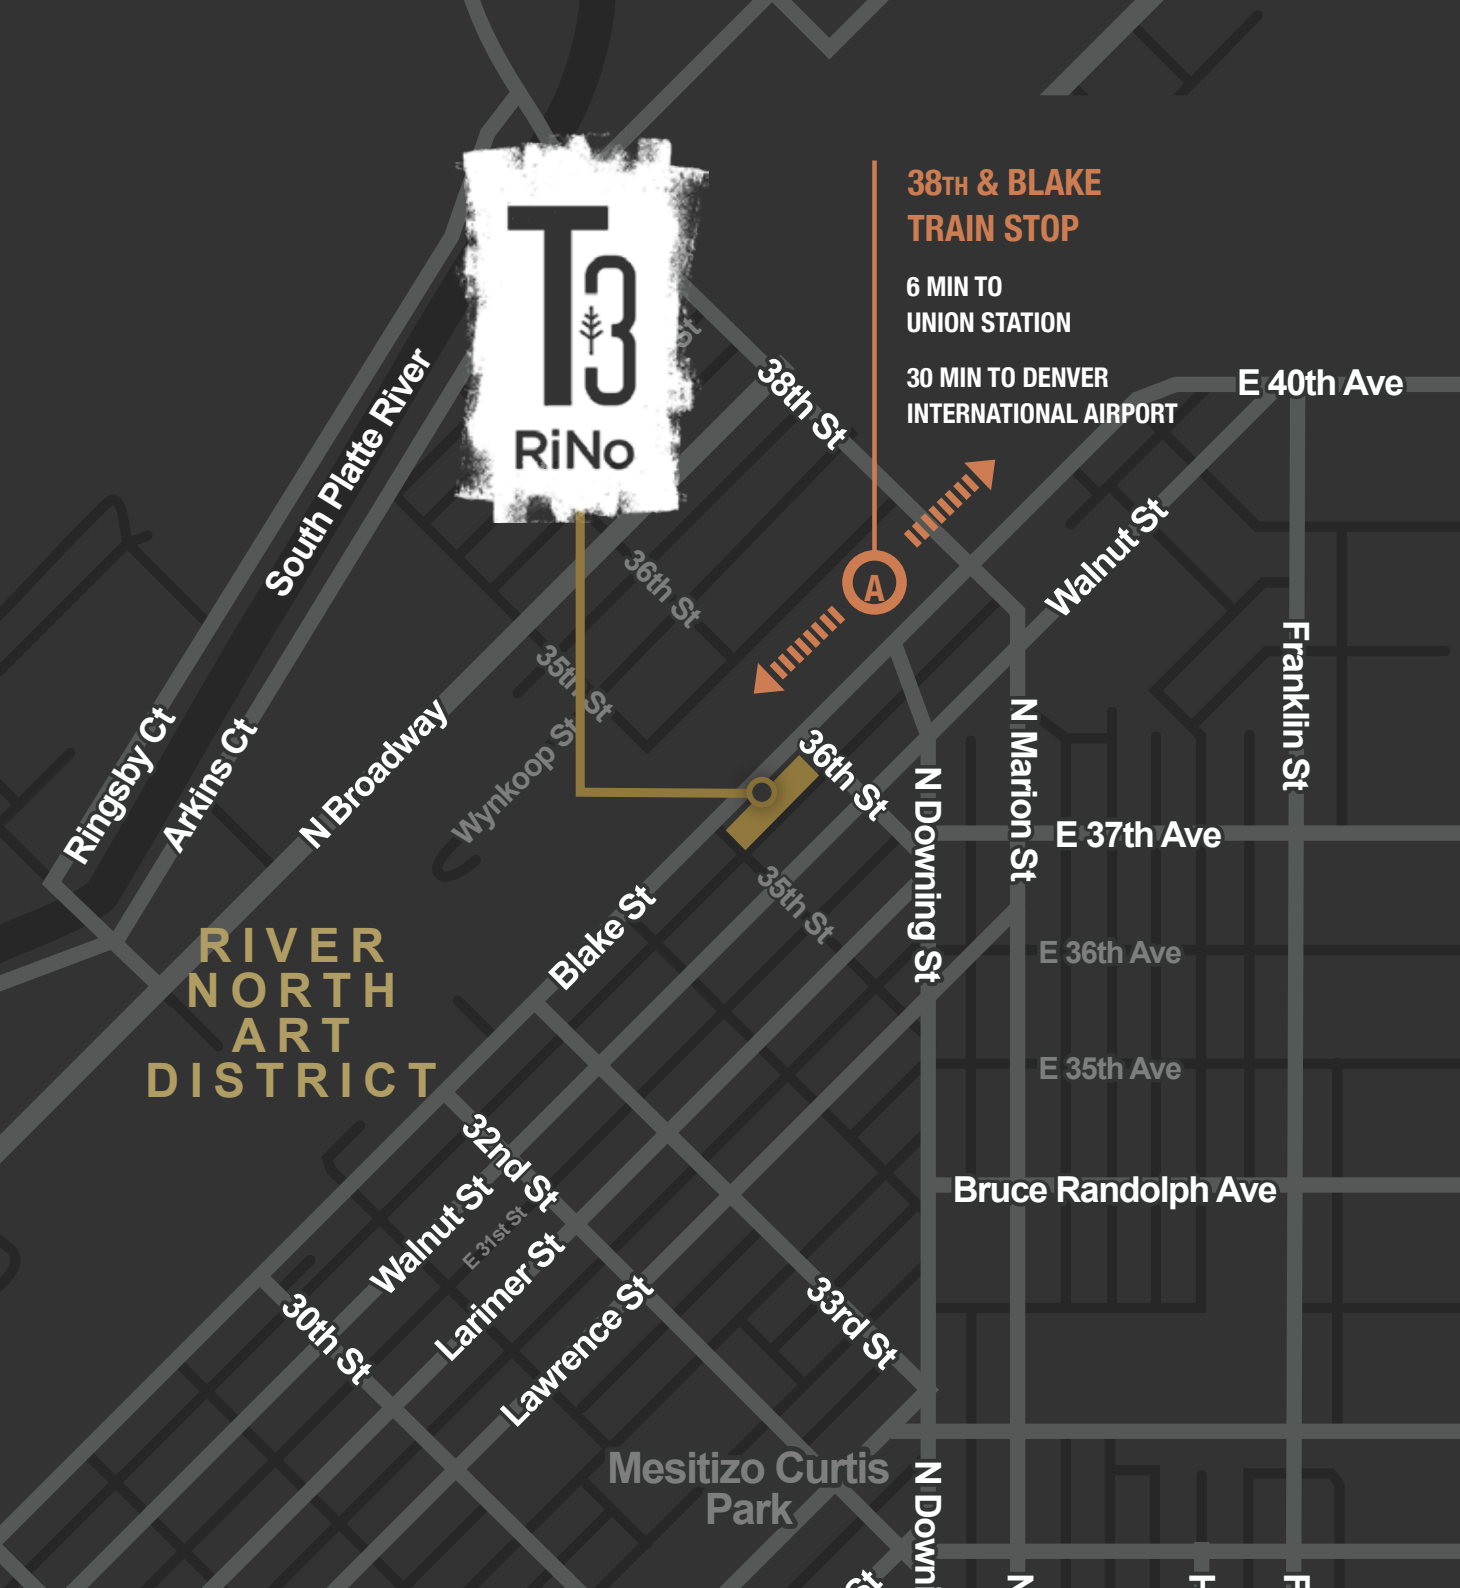 T3
RiNo
38TH & BLAKE
TRAIN STOP
6 MIN TO
UNION STATION
30 MIN TO DENVER
INTERNATIONAL AIRPORT
A
St
38th St
E 40th Ave
South Platte River
Walnut St
36th St
35th St
Wynkoop St
Ringsby Ct
Arkins Ct
N Broadway
36th St
Franklin St
N Marion St
N Downing St
E 37th Ave
35th St
Blake St
E 36th Ave
RIVER
NORTH
ART
DISTRICT
E 35th Ave
32nd St
Walnut St
E 31st St
Larimer St
Bruce Randolph Ave
30th St
Lawrence St
33rd St
Mesitizo Curtis
Park
N Downi
St
N
H
F